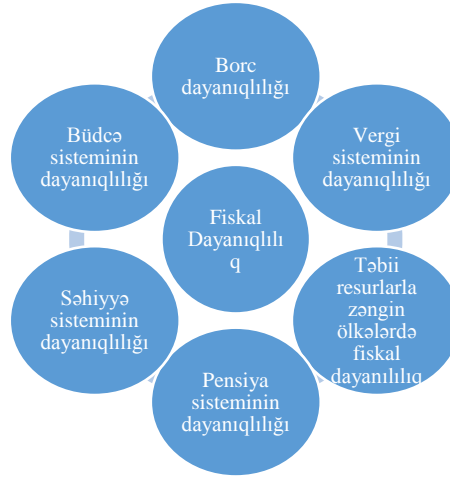 Borc
dayanıqlılığı
Vergi
sisteminin
dayanıqlılığı
Təbii
resurlarla
zəngin
ölkələrdə
fiskal
dayanılılıq
Pensiya
sisteminin
dayanıqlılığı
Səhiyyə
sisteminin
dayanıqlılığı
Büdcə
sisteminin
dayanıqlılığı
Fiskal
Dayanıqlılı
q